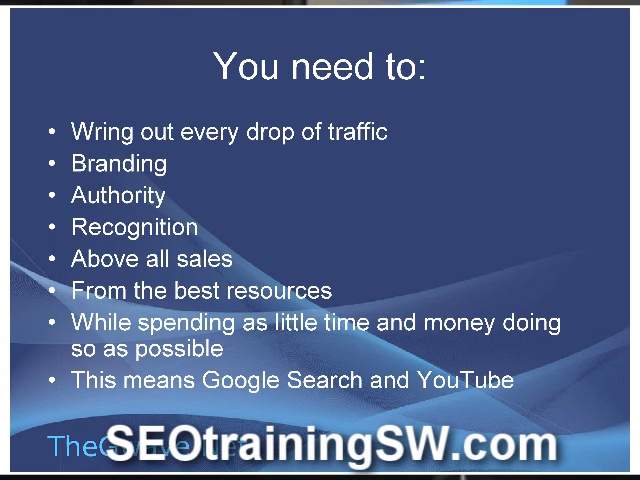 You need to:
• Wring out every drop of traffic
• Branding
• Authority
• Recognition
• Above all sales
• From the best resources
• While spending as little time and money doing
so as possible
• This means Google Search and YouTube
SEOtrainingSW.com